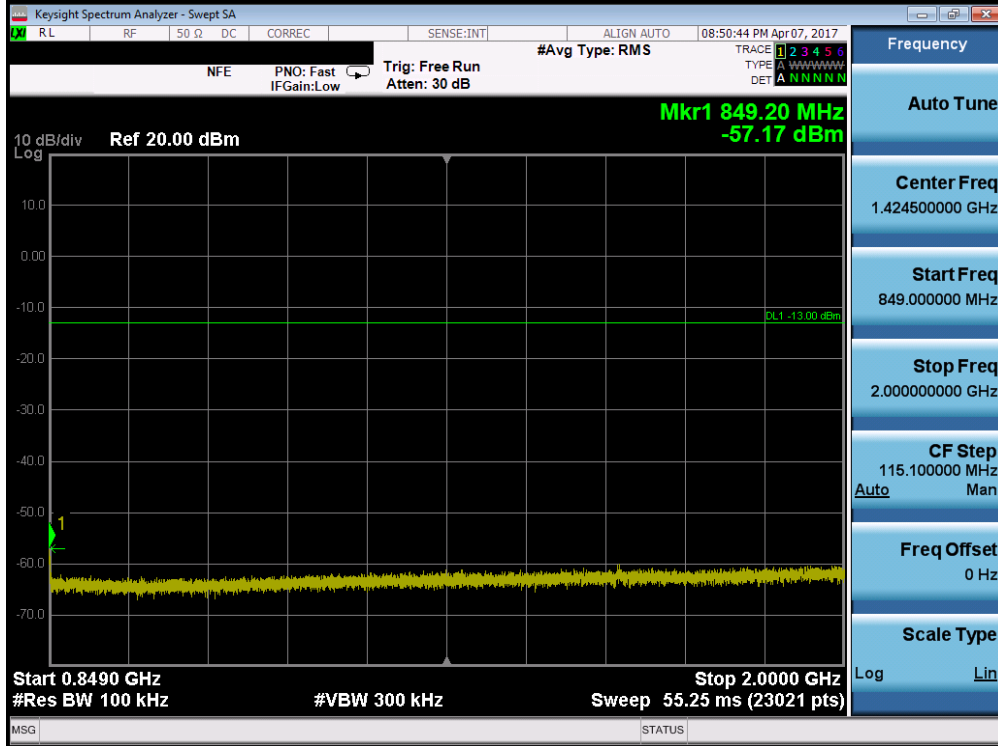 Keysight Spectrum Analyzer - Swept SA
LXI RL RF 50 Ω DC CORREC SENSE:INT ALIGN AUTO 08:50:44 PM Apr 07, 2017
#Avg Type: RMS TRACE 1 2 3 4 5 6
NFE PNO: Fast Trig: Free Run TYPE A WWWWW
IFGain:Low Atten: 30 dB DET A N N N N N
Mkr1 849.20 MHz
-57.17 dBm
10 dB/div Ref 20.00 dBm
Log
10.0
0.00
-10.0
DL1 -13.00 dBm
-20.0
-30.0
-40.0
-50.0
1
-60.0
-70.0
Start 0.8490 GHz Stop 2.0000 GHz
#Res BW 100 kHz #VBW 300 kHz Sweep 55.25 ms (23021 pts)
MSG STATUS
Frequency
Auto Tune
Center Freq
1.424500000 GHz
Start Freq
849.000000 MHz
Stop Freq
2.000000000 GHz
CF Step
115.100000 MHz
Auto Man
Freq Offset
0 Hz
Scale Type
Log Lin